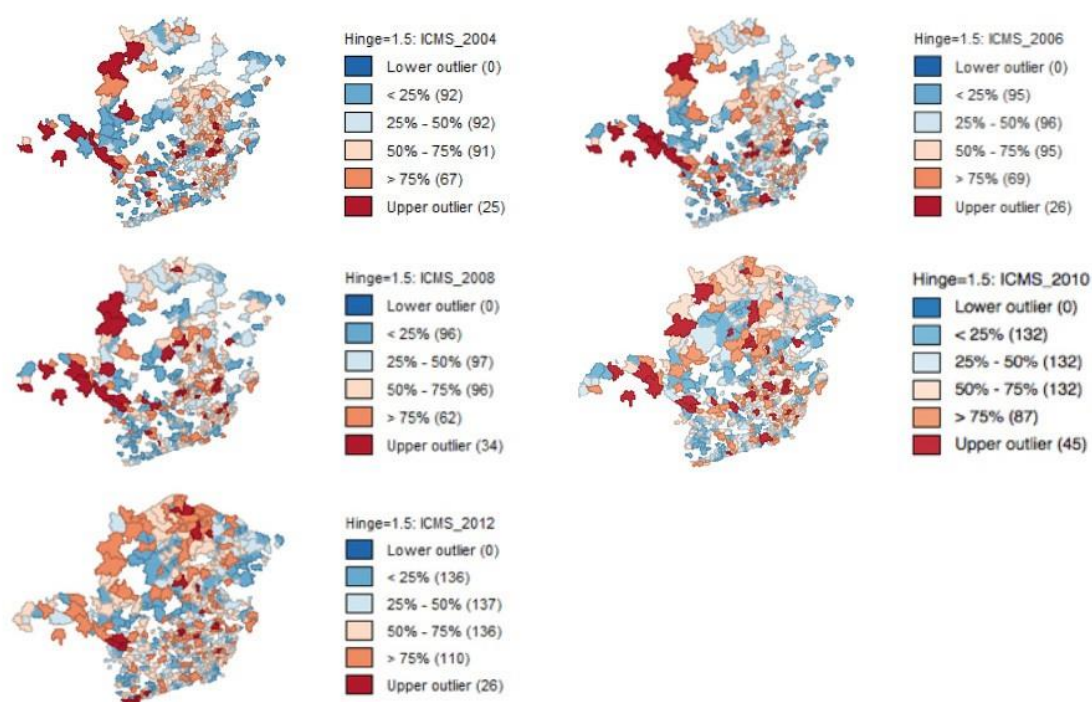 Hinge=1.5: ICMS_2004
Lower outlier (0)
< 25% (92)
25% - 50% (92)
50% - 75% (91)
> 75% (67)
Upper outlier (25)
Hinge=1.5: ICMS_2006
Lower outlier (0)
< 25% (95)
25% - 50% (96)
50% - 75% (95)
> 75% (69)
Upper outlier (26)
Hinge=1.5: ICMS_2008
Lower outlier (0)
< 25% (96)
25% - 50% (97)
50% - 75% (96)
> 75% (62)
Upper outlier (34)
Hinge=1.5: ICMS_2010
Lower outlier (0)
< 25% (132)
25% - 50% (132)
50% - 75% (132)
> 75% (87)
Upper outlier (45)
Hinge=1.5: ICMS_2012
Lower outlier (0)
< 25% (136)
25% - 50% (137)
50% - 75% (136)
> 75% (110)
Upper outlier (26)